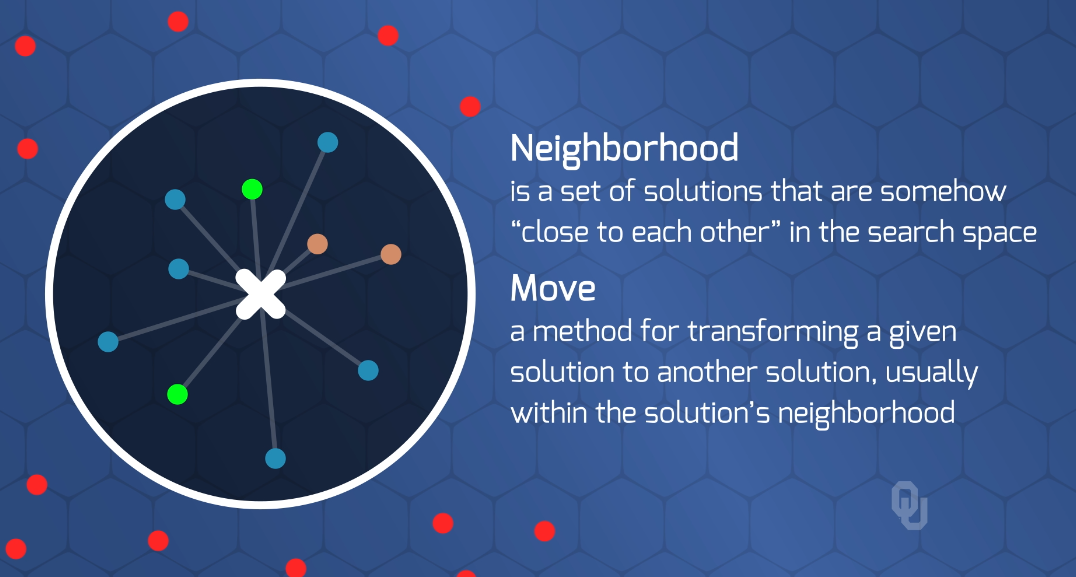 Neighborhood
is a set of solutions that are somehow
“close to each other” in the search space
Move
a method for transforming a given
solution to another solution, usually
within the solution’s neighborhood
OU